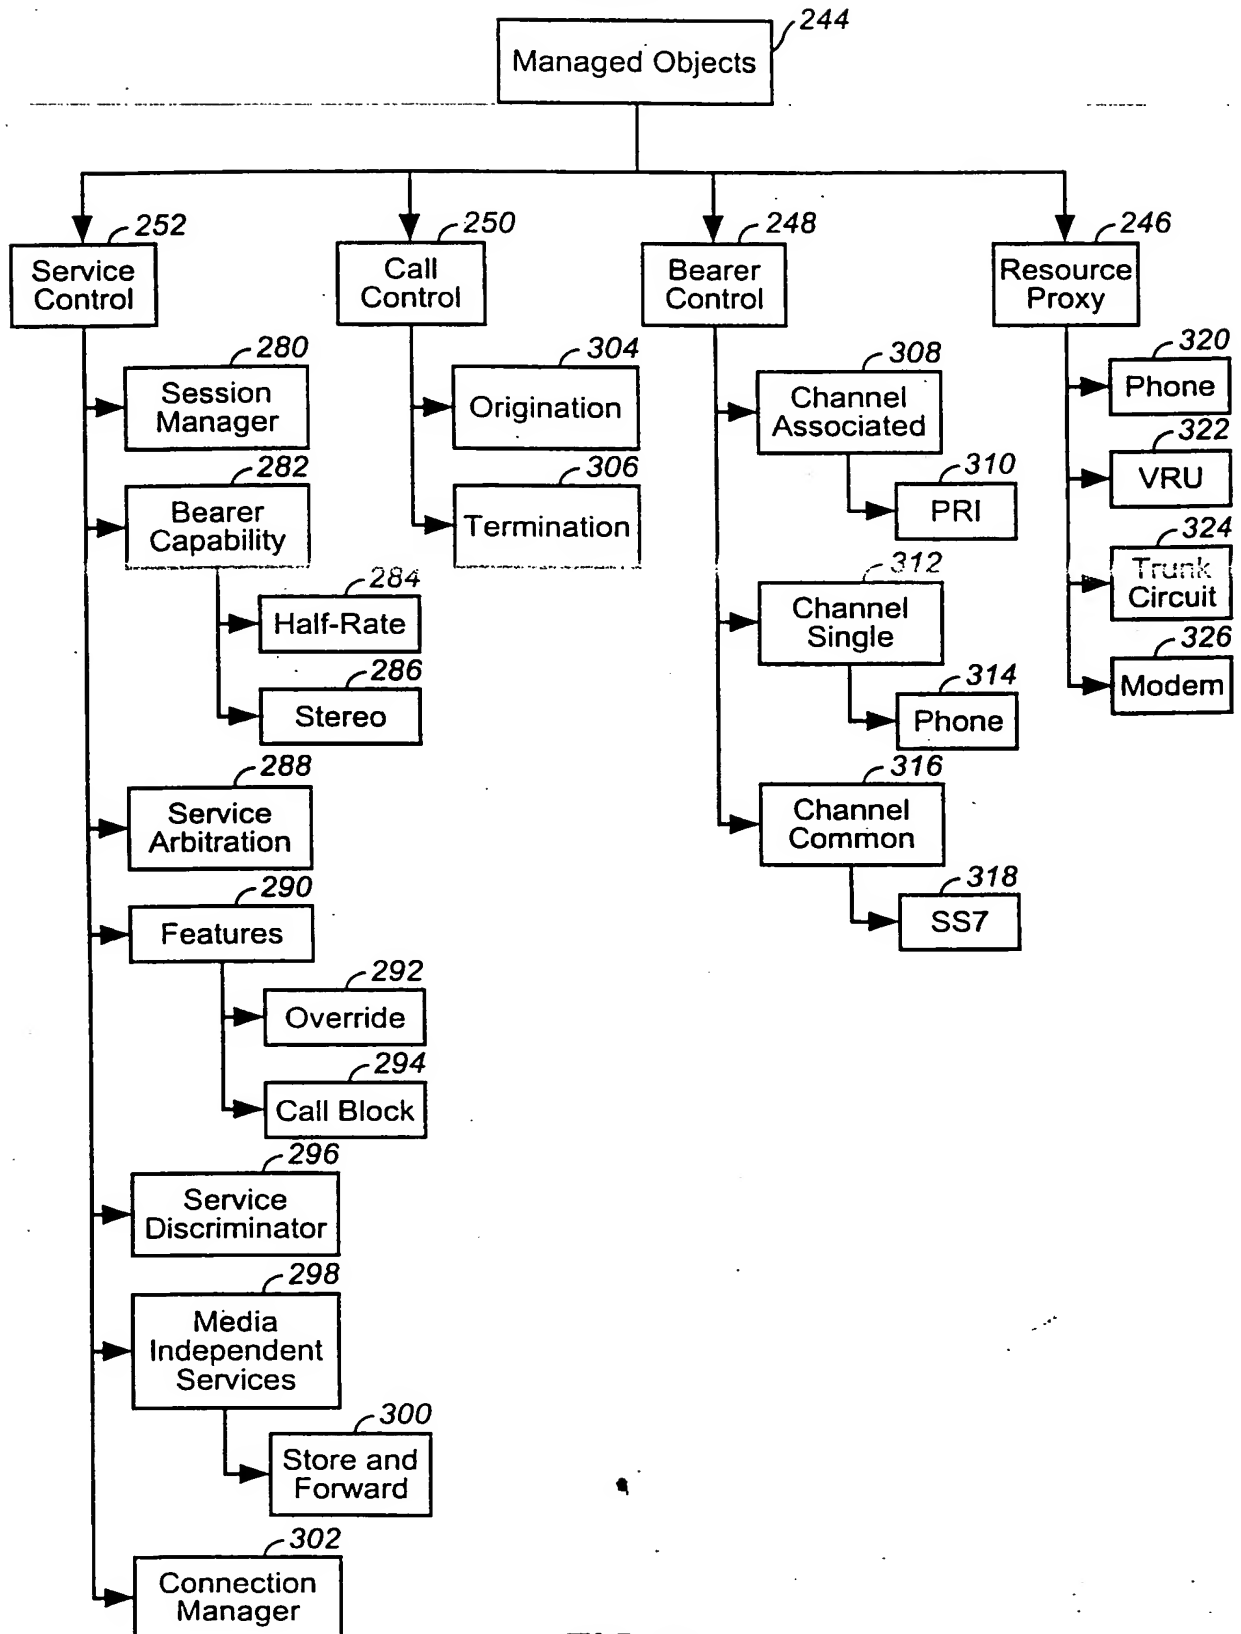 244
Managed Objects
252
Service
Control
250
Call
Control
248
Bearer
Control
246
Resource
Proxy
280
Session
Manager
282
Bearer
Capability
284
Half-Rate
286
Stereo
288
Service
Arbitration
290
Features
292
Override
294
Call Block
296
Service
Discriminator
298
Media
Independent
Services
300
Store and
Forward
302
Connection
Manager
304
Origination
306
Termination
308
Channel
Associated
310
PRI
312
Channel
Single
314
Phone
316
Channel
Common
318
SS7
320
Phone
322
VRU
324
Trunk
Circuit
326
Modem